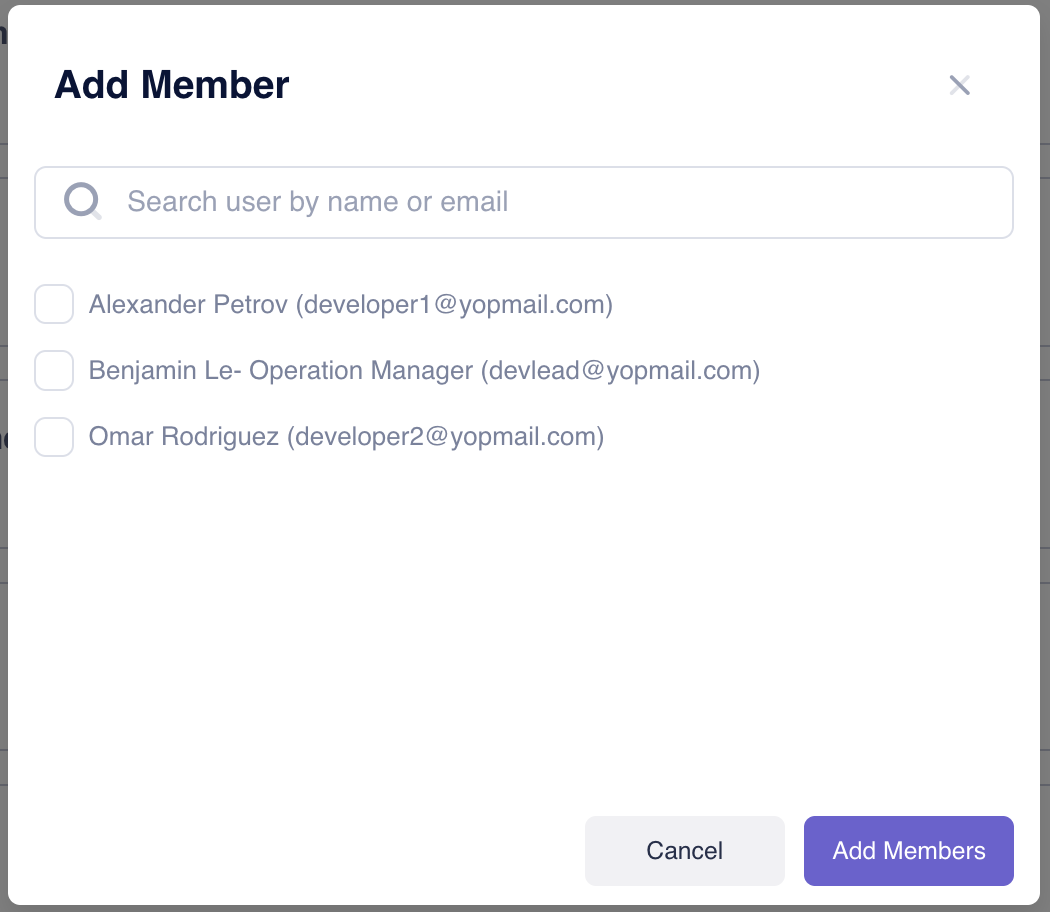 Add Member
Search user by name or email
Alexander Petrov (developer1@yopmail.com)
Benjamin Le- Operation Manager (devlead@yopmail.com)
Omar Rodriguez (developer2@yopmail.com)
Cancel
Add Members